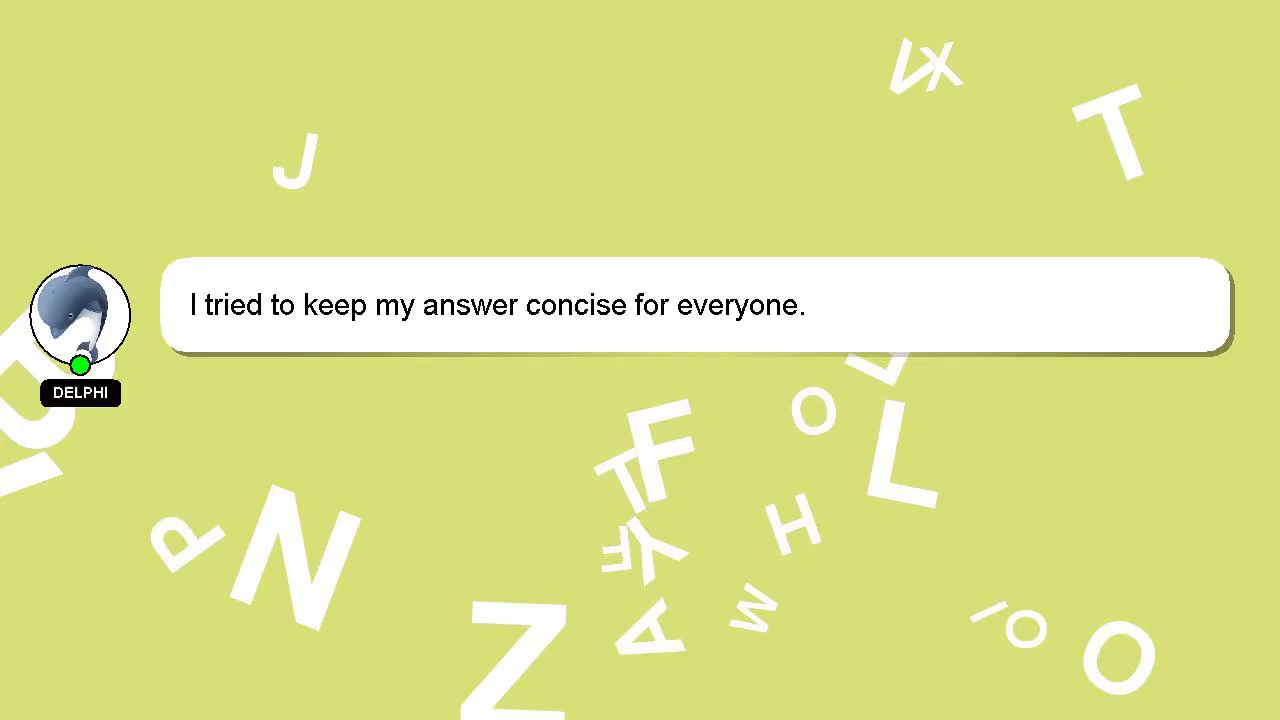 V
X
T
J
I tried to keep my answer concise for everyone.
DELPHI
L
O
F
L
T
P
N
H
Y
F
W
Z
A
I
O
O